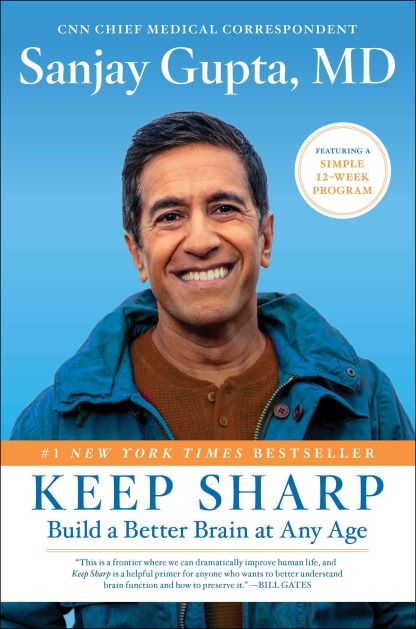 CNN CHIEF MEDICAL CORRESPONDENT
Sanjay Gupta, MD
FEATURING A
SIMPLE
12-WEEK
PROGRAM
#1 NEW YORK TIMES BESTSELLER
KEEP SHARP
Build a Better Brain at Any Age
“This is a frontier where we can dramatically improve human life, and
Keep Sharp is a helpful primer for anyone who wants to better understand
brain function and how to preserve it.” —BILL GATES